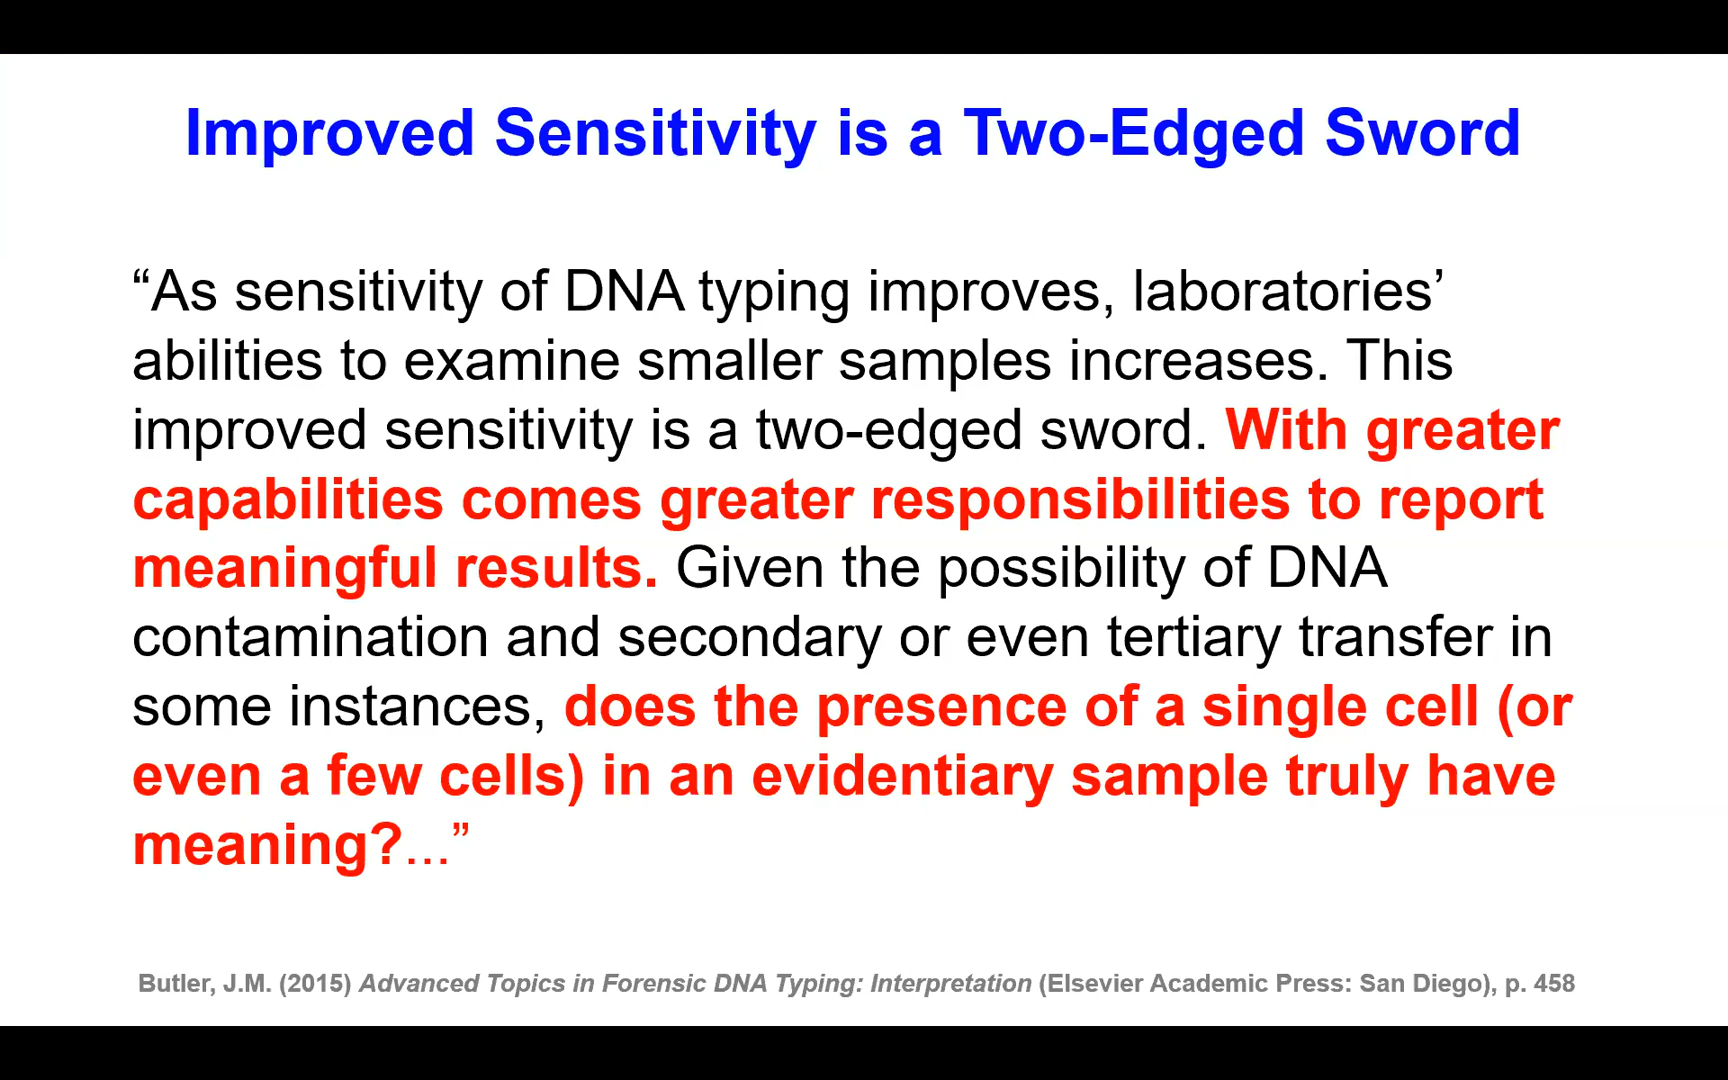 Improved Sensitivity is a Two-Edged Sword
“As sensitivity of DNA typing improves, laboratories’
abilities to examine smaller samples increases. This
improved sensitivity is a two-edged sword. With greater
capabilities comes greater responsibilities to report
meaningful results. Given the possibility of DNA
contamination and secondary or even tertiary transfer in
some instances, does the presence of a single cell (or
even a few cells) in an evidentiary sample truly have
meaning?...”
Butler, J.M. (2015) Advanced Topics in Forensic DNA Typing: Interpretation (Elsevier Academic Press: San Diego), p. 458